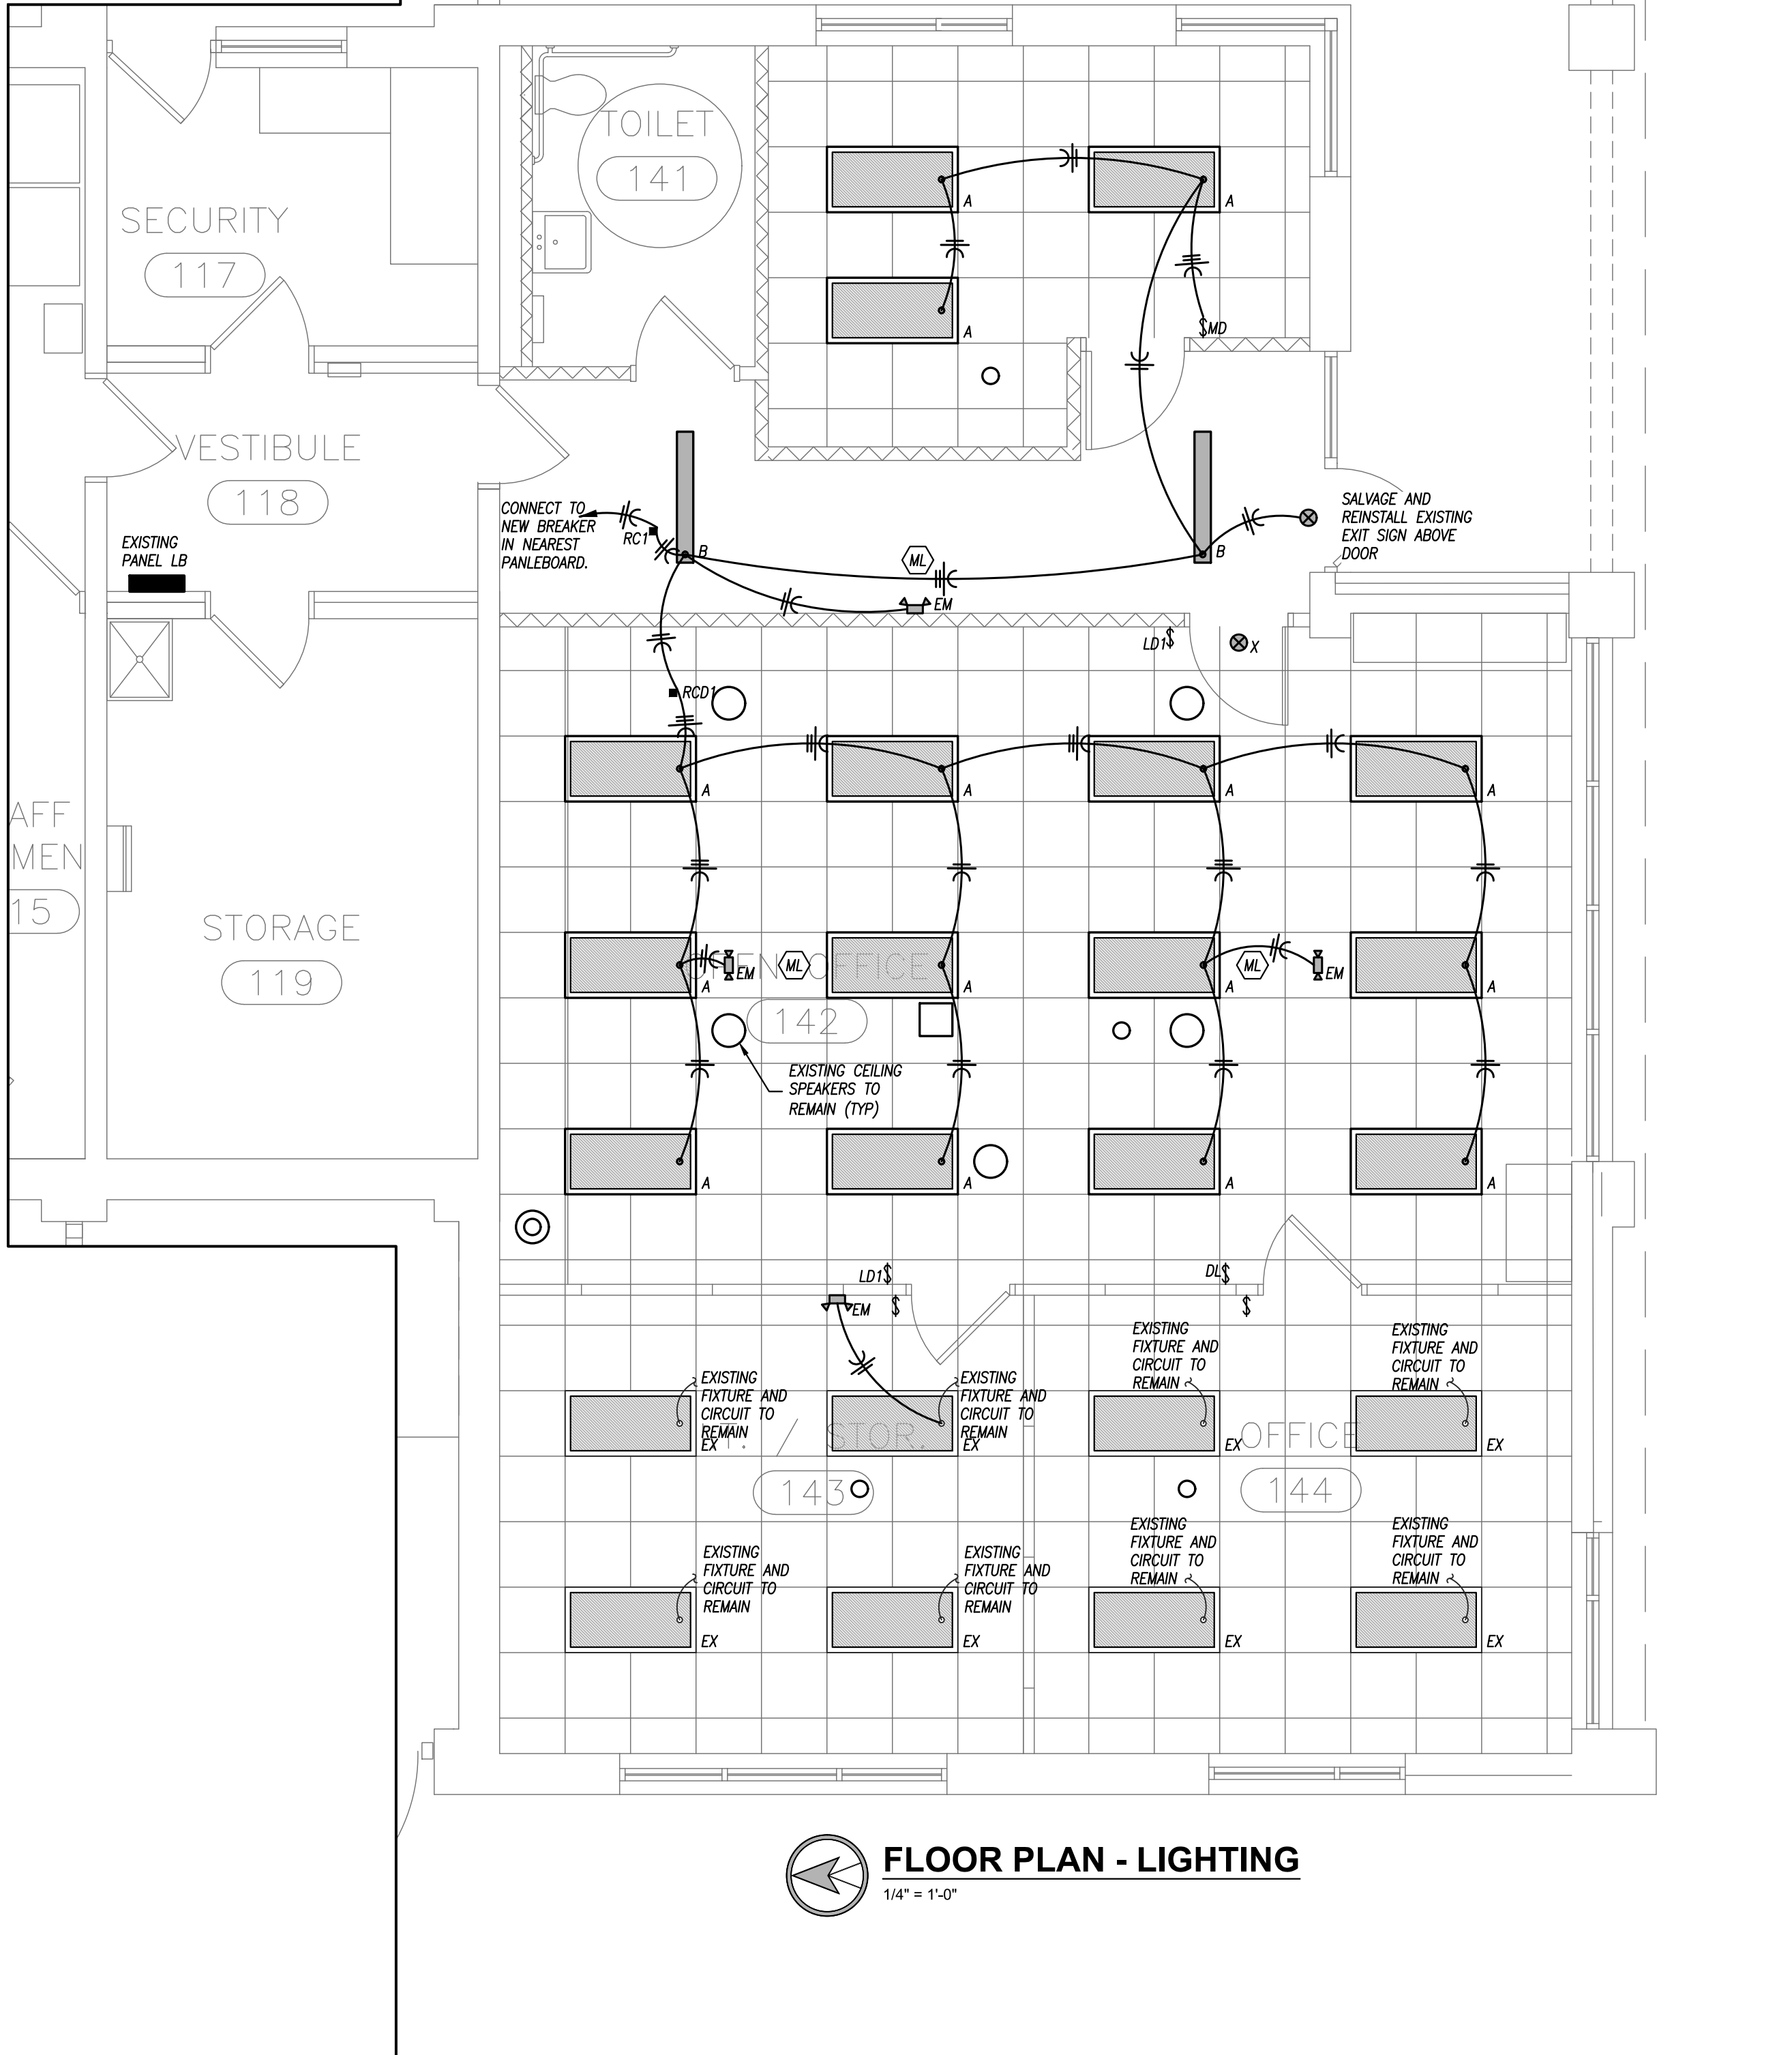 TOILET
141
SECURITY
117
A
A
A
MD
VESTIBULE
118
EXISTING
PANEL LB
CONNECT TO
NEW BREAKER
IN NEAREST
PANLEBOARD.
RC1
B
ML
B
EM
SALVAGE AND
REINSTALL EXISTING
EXIT SIGN ABOVE
DOOR
LD1
X
RCD1
A
A
A
A
AFF
MEN
15
STORAGE
119
EM
ML
OPEN OFFICE
142
ML
EM
A
A
A
A
EXISTING CEILING
SPEAKERS TO
REMAIN (TYP)
A
A
A
A
LD1
DL
EM
EXISTING
FIXTURE AND
CIRCUIT TO
REMAIN
EX
EXISTING
FIXTURE AND
CIRCUIT TO
REMAIN
EX
EXISTING
FIXTURE AND
CIRCUIT TO
REMAIN
EX
EXISTING
FIXTURE AND
CIRCUIT TO
REMAIN
EX
T. / STOR.
143
OFFICE
144
EXISTING
FIXTURE AND
CIRCUIT TO
REMAIN
EX
EXISTING
FIXTURE AND
CIRCUIT TO
REMAIN
EX
EXISTING
FIXTURE AND
CIRCUIT TO
REMAIN
EX
EXISTING
FIXTURE AND
CIRCUIT TO
REMAIN
EX
FLOOR PLAN - LIGHTING
1/4" = 1'-0"